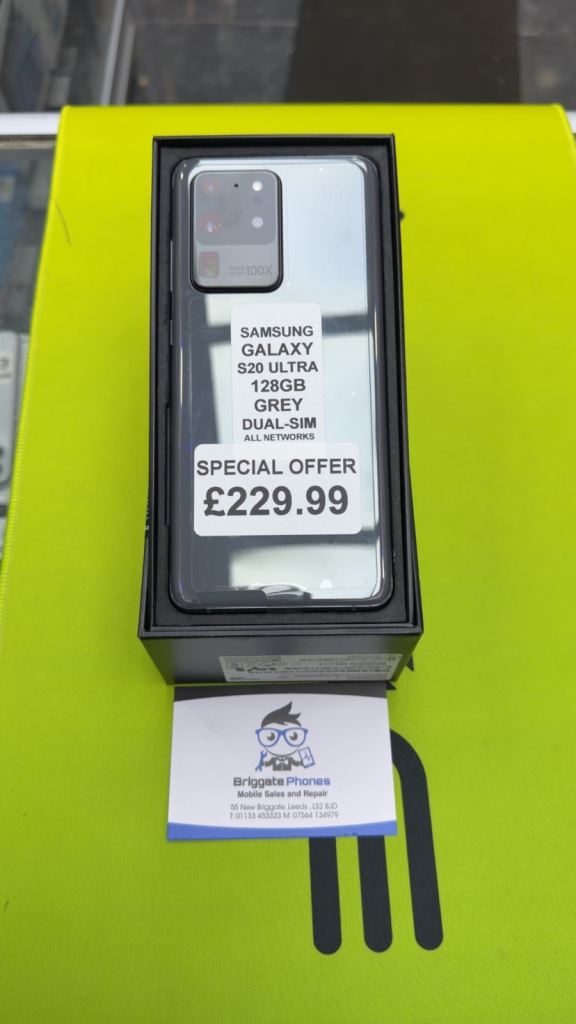 100X
SAMSUNG
GALAXY
S20 ULTRA
128GB
GREY
DUAL-SIM
ALL NETWORKS
SPECIAL OFFER
£229.99
Briggate Phones
Mobile Sales and Repair
55 New Briggate, Leeds , LS2 8JD
T: 01133 453323 M: 07564 134979